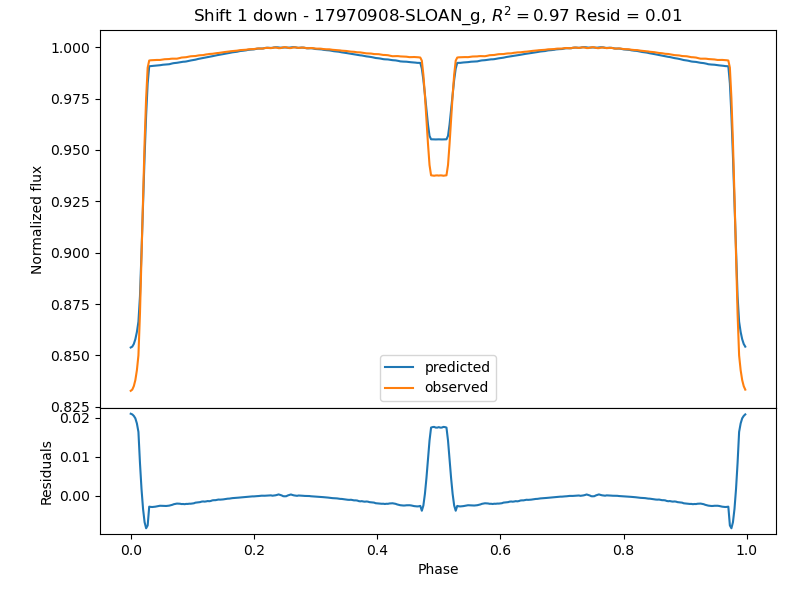 Shift 1 down - 17970908-SLOAN_g, R² = 0.97 Resid = 0.01
1.000
0.975
0.950
0.925
0.900
0.875
0.850
0.825
Normalized flux
predicted
observed
0.02
0.01
0.00
Residuals
0.0 0.2 0.4 0.6 0.8 1.0
Phase